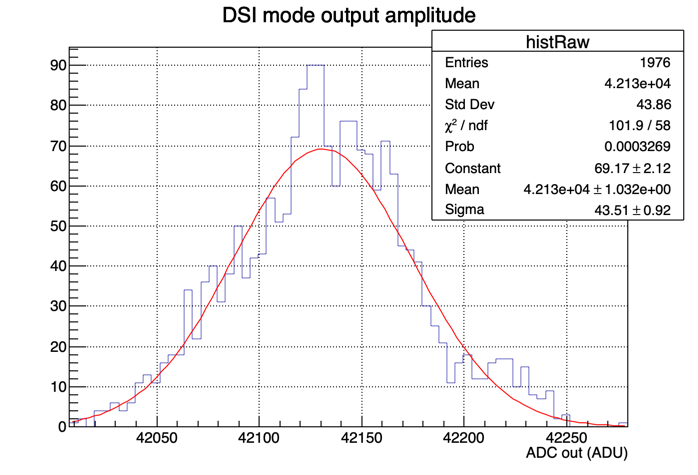 DSI mode output amplitude
histRaw
Entries 1976
Mean 4.213e+04
Std Dev 43.86
χ² / ndf 101.9 / 58
Prob 0.0003269
Constant 69.17 ± 2.12
Mean 4.213e+04 ± 1.032e+00
Sigma 43.51 ± 0.92
90
80
70
60
50
40
30
20
10
0
42050 42100 42150 42200 42250
ADC out (ADU)